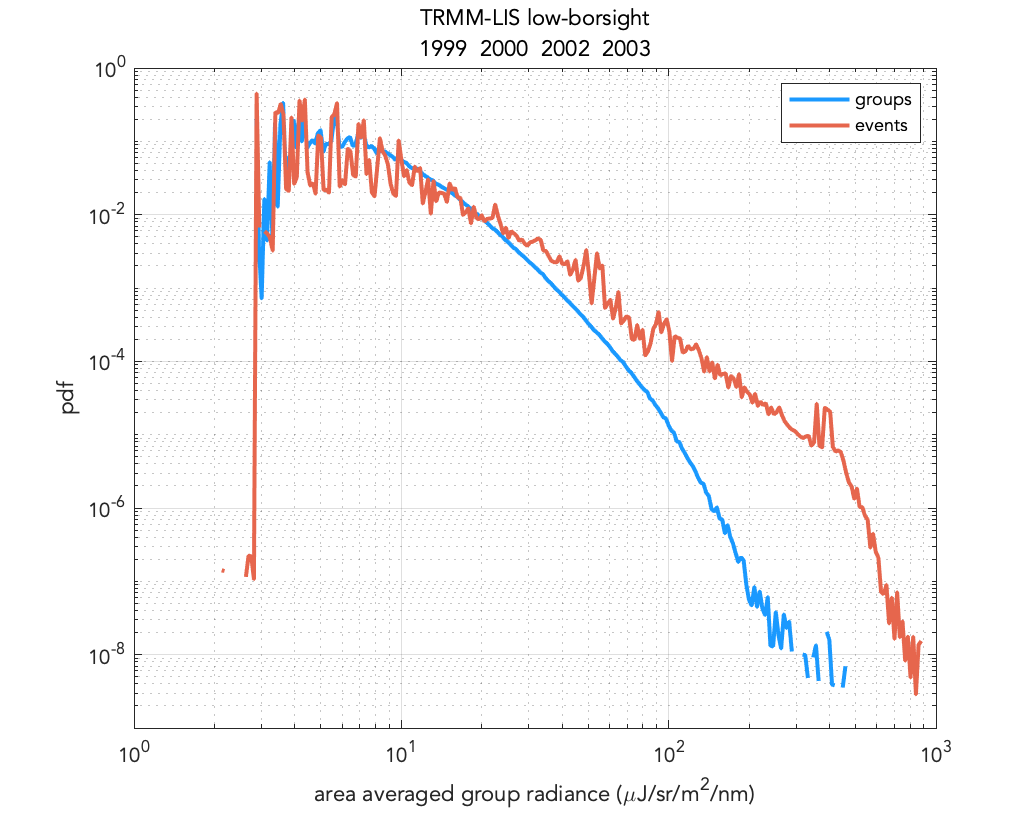 TRMM-LIS low-borsight
1999 2000 2002 2003
groups
events
10^0
10^-2
10^-4
10^-6
10^-8
pdf
10^0 10^1 10^2 10^3
area averaged group radiance (μJ/sr/m^2/nm)